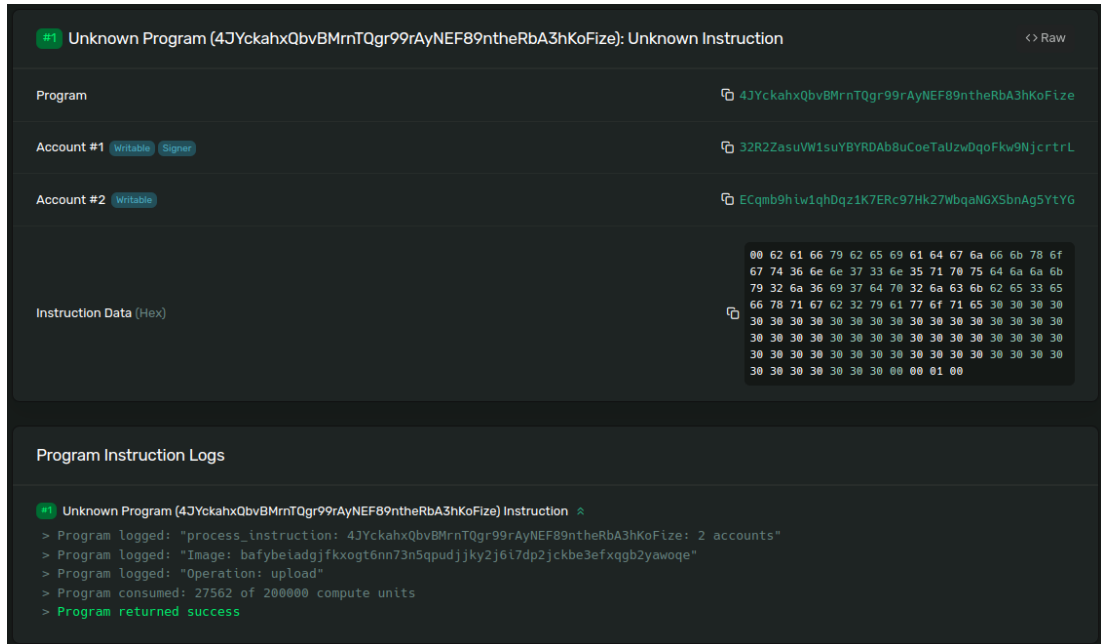 #1 Unknown Program (4JYckahxQbvBMrnTQgr99rAyNEF89ntheRbA3hKoFize): Unknown Instruction <> Raw
Program 4JYckahxQbvBMrnTQgr99rAyNEF89ntheRbA3hKoFize
Account #1 Writable Signer 32R2ZasuVW1suYBYRDAb8uCoeTaUzwDqoFkw9NjcrtrL
Account #2 Writable ECqmb9hiw1qhDqz1K7ERc97Hk27WbqaNGXSbnAg5YtYG
Instruction Data (Hex)
00 62 61 66 79 62 65 69 61 64 67 6a 66 6b 78 6f
67 74 36 6e 6e 37 33 6e 35 71 70 75 64 6a 6a 6b
79 32 6a 36 69 37 64 70 32 6a 63 6b 62 65 33 65
66 78 71 67 62 32 79 61 77 6f 71 65 30 30 30 30
30 30 30 30 30 30 30 30 30 30 30 30 30 30 30 30
30 30 30 30 30 30 30 30 30 30 30 30 30 30 30 30
30 30 30 30 30 30 30 30 30 30 30 30 30 30 30 30
30 30 30 30 30 30 30 00 00 01 00
Program Instruction Logs
#1 Unknown Program (4JYckahxQbvBMrnTQgr99rAyNEF89ntheRbA3hKoFize) Instruction
> Program logged: "process_instruction: 4JYckahxQbvBMrnTQgr99rAyNEF89ntheRbA3hKoFize: 2 accounts"
> Program logged: "Image: bafybeiadgjfkxogt6nn73n5qpudjjky2j6i7dp2jckbe3efxqgb2yawoqe"
> Program logged: "Operation: upload"
> Program consumed: 27562 of 200000 compute units
> Program returned success